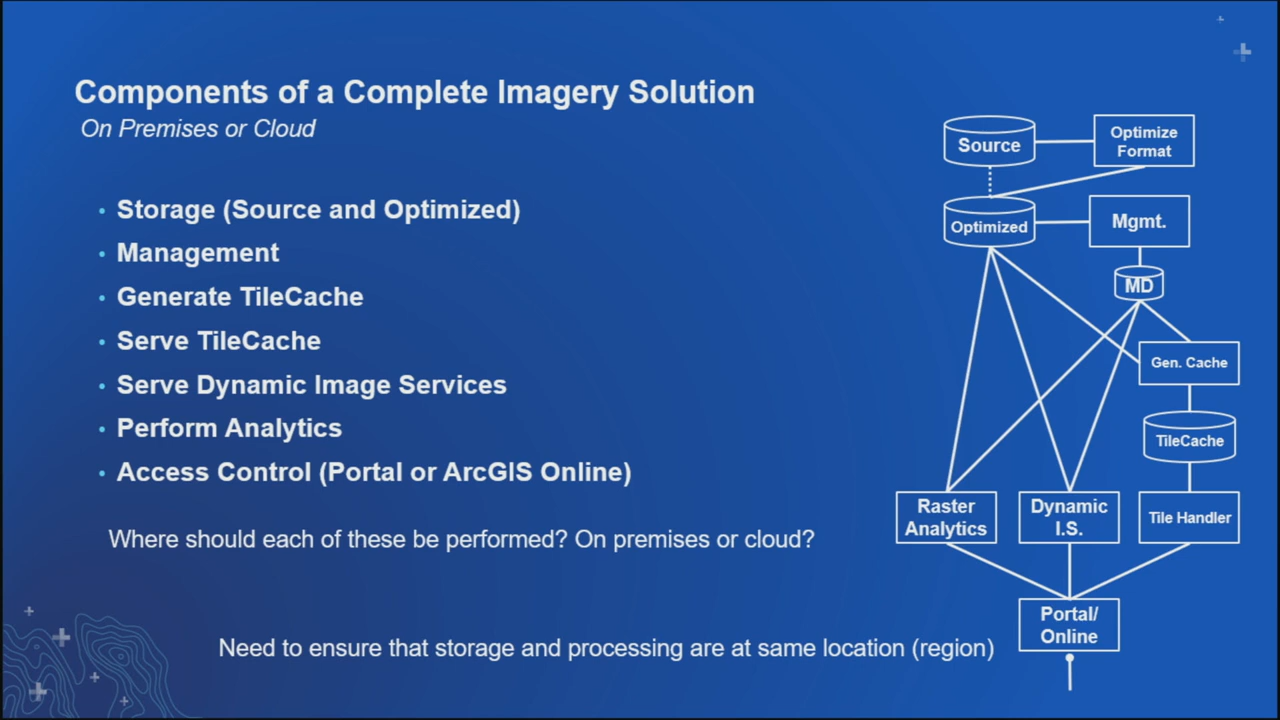 Components of a Complete Imagery Solution
On Premises or Cloud
Storage (Source and Optimized)
Management
Generate TileCache
Serve TileCache
Serve Dynamic Image Services
Perform Analytics
Access Control (Portal or ArcGIS Online)
Where should each of these be performed? On premises or cloud?
Need to ensure that storage and processing are at same location (region)
Source
Optimize
Format
Optimized
Mgmt.
MD
Gen. Cache
TileCache
Raster
Analytics
Dynamic
I.S.
Tile Handler
Portal/
Online